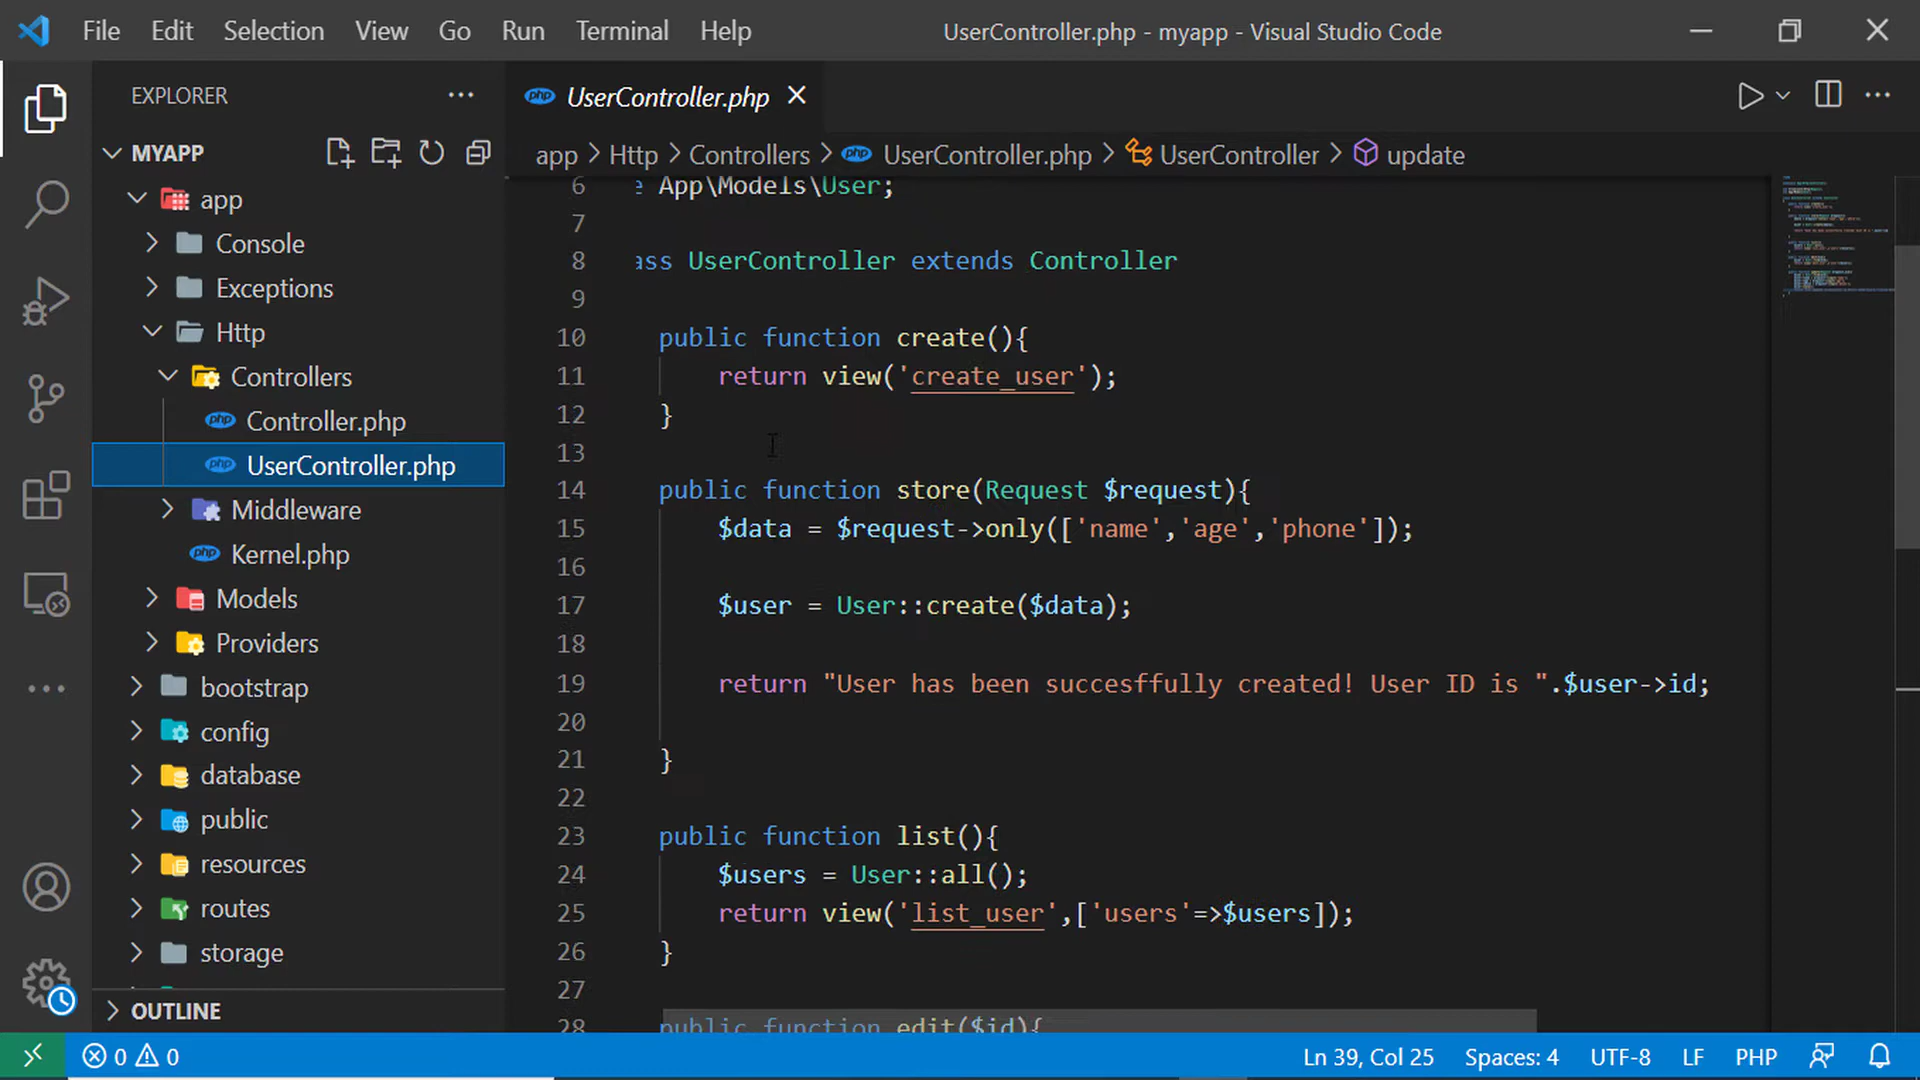 File Edit Selection View Go Run Terminal Help
UserController.php - myapp - Visual Studio Code
EXPLORER
MYAPP
app
Console
Exceptions
Http
Controllers
php Controller.php
php UserController.php
Middleware
php Kernel.php
Models
Providers
bootstrap
config
database
public
resources
routes
storage
OUTLINE
php UserController.php
app > Http > Controllers > php UserController.php > UserController > update
6 e App\Models\User;
7
8 ass UserController extends Controller
9
10 public function create(){
11 return view('create_user');
12 }
13
14 public function store(Request $request){
15 $data = $request->only(['name','age','phone']);
16
17 $user = User::create($data);
18
19 return "User has been succesffully created! User ID is ".$user->id;
20
21 }
22
23 public function list(){
24 $users = User::all();
25 return view('list_user',['users'=>$users]);
26 }
27
28 public function edit($id){
0 0
Ln 39, Col 25 Spaces: 4 UTF-8 LF PHP